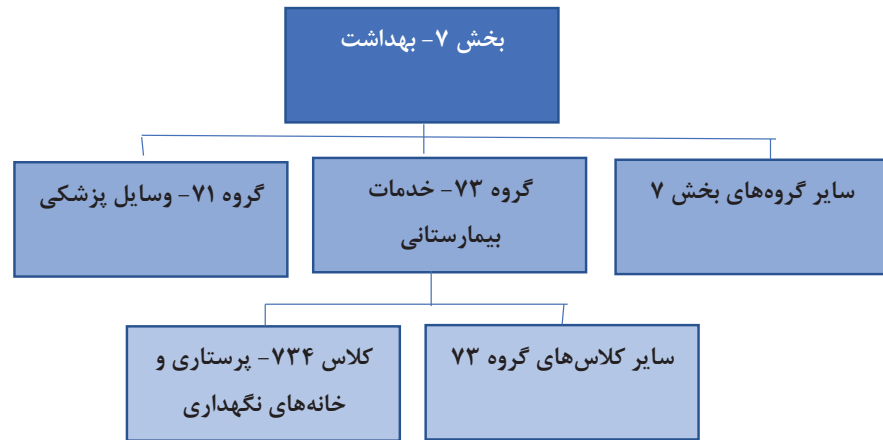 بخش ۷- بهداشت
سایر گروه‌های بخش ۷
گروه ۷۳- خدمات
بیمارستانی
گروه ۷۱- وسایل پزشکی
سایر کلاس‌های گروه ۷۳
کلاس ۷۳۴- پرستاری و
خانه‌های نگهداری